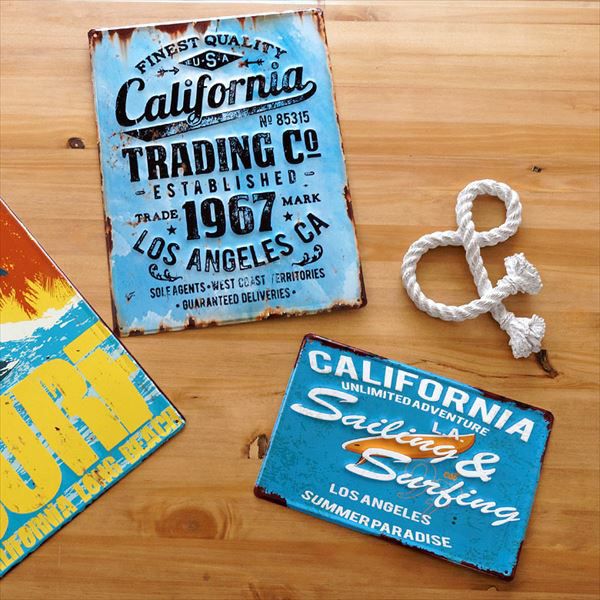 FINEST QUALITY
USA
California
Nº 85315
TRADING Cº
ESTABLISHED
TRADE 1967 MARK
LOS ANGELES CA
SOLE AGENTS • WEST COAST TERRITORIES
• GUARANTEED DELIVERIES •
CALIFORNIA
UNLIMITED ADVENTURE
L.A.
Sailing &
Surfing
LOS ANGELES
SUMMER PARADISE
LONG BEACH